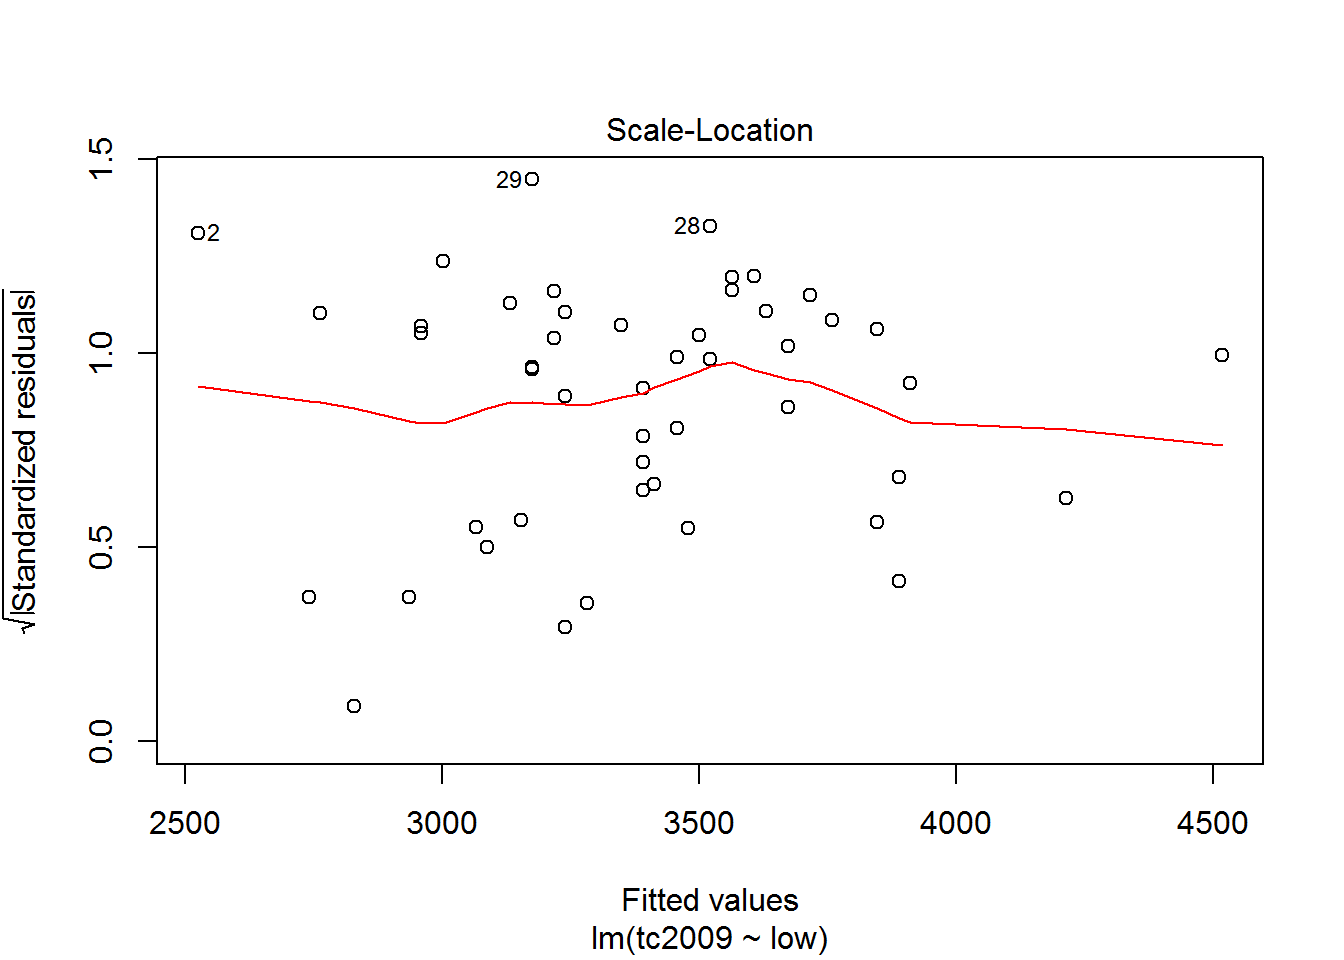 Scale-Location
√|Standardized residuals|
1.5
1.0
0.5
0.0
29
28
2
2500 3000 3500 4000 4500
Fitted values
lm(tc2009 ~ low)